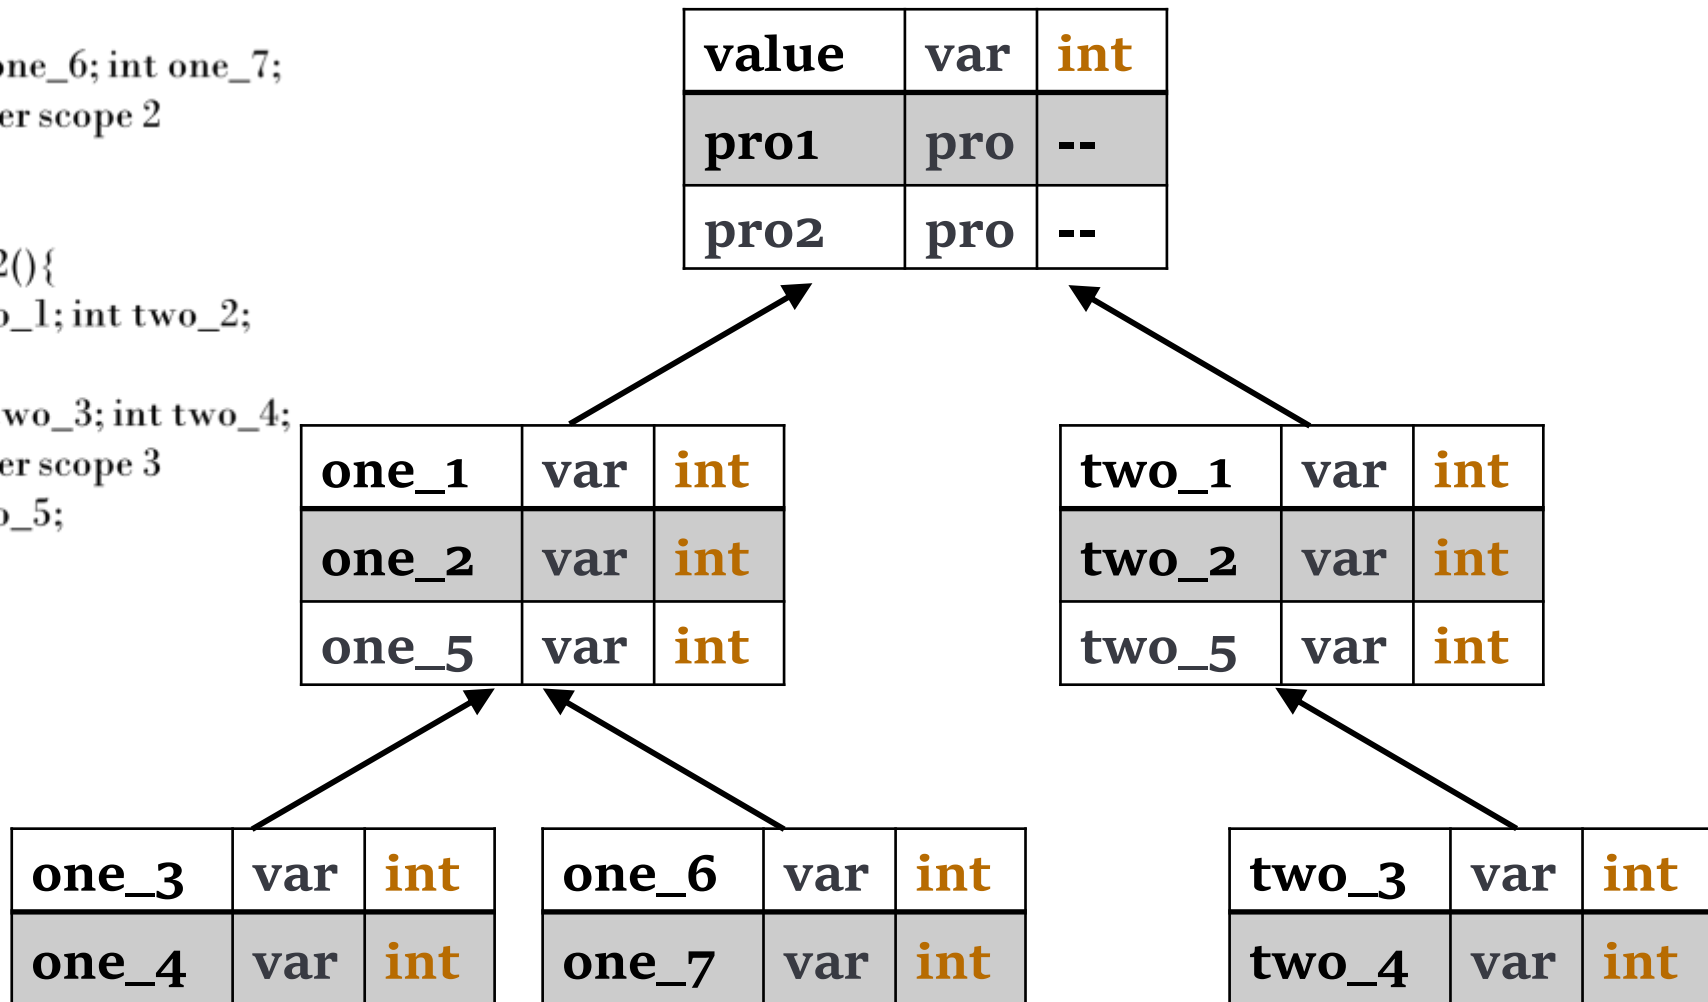 one_6; int one_7;
er scope 2
2(){
o_1; int two_2;
wo_3; int two_4;
er scope 3
o_5;
value var int
pro1 pro --
pro2 pro --
one_1 var int
one_2 var int
one_5 var int
two_1 var int
two_2 var int
two_5 var int
one_3 var int
one_4 var int
one_6 var int
one_7 var int
two_3 var int
two_4 var int